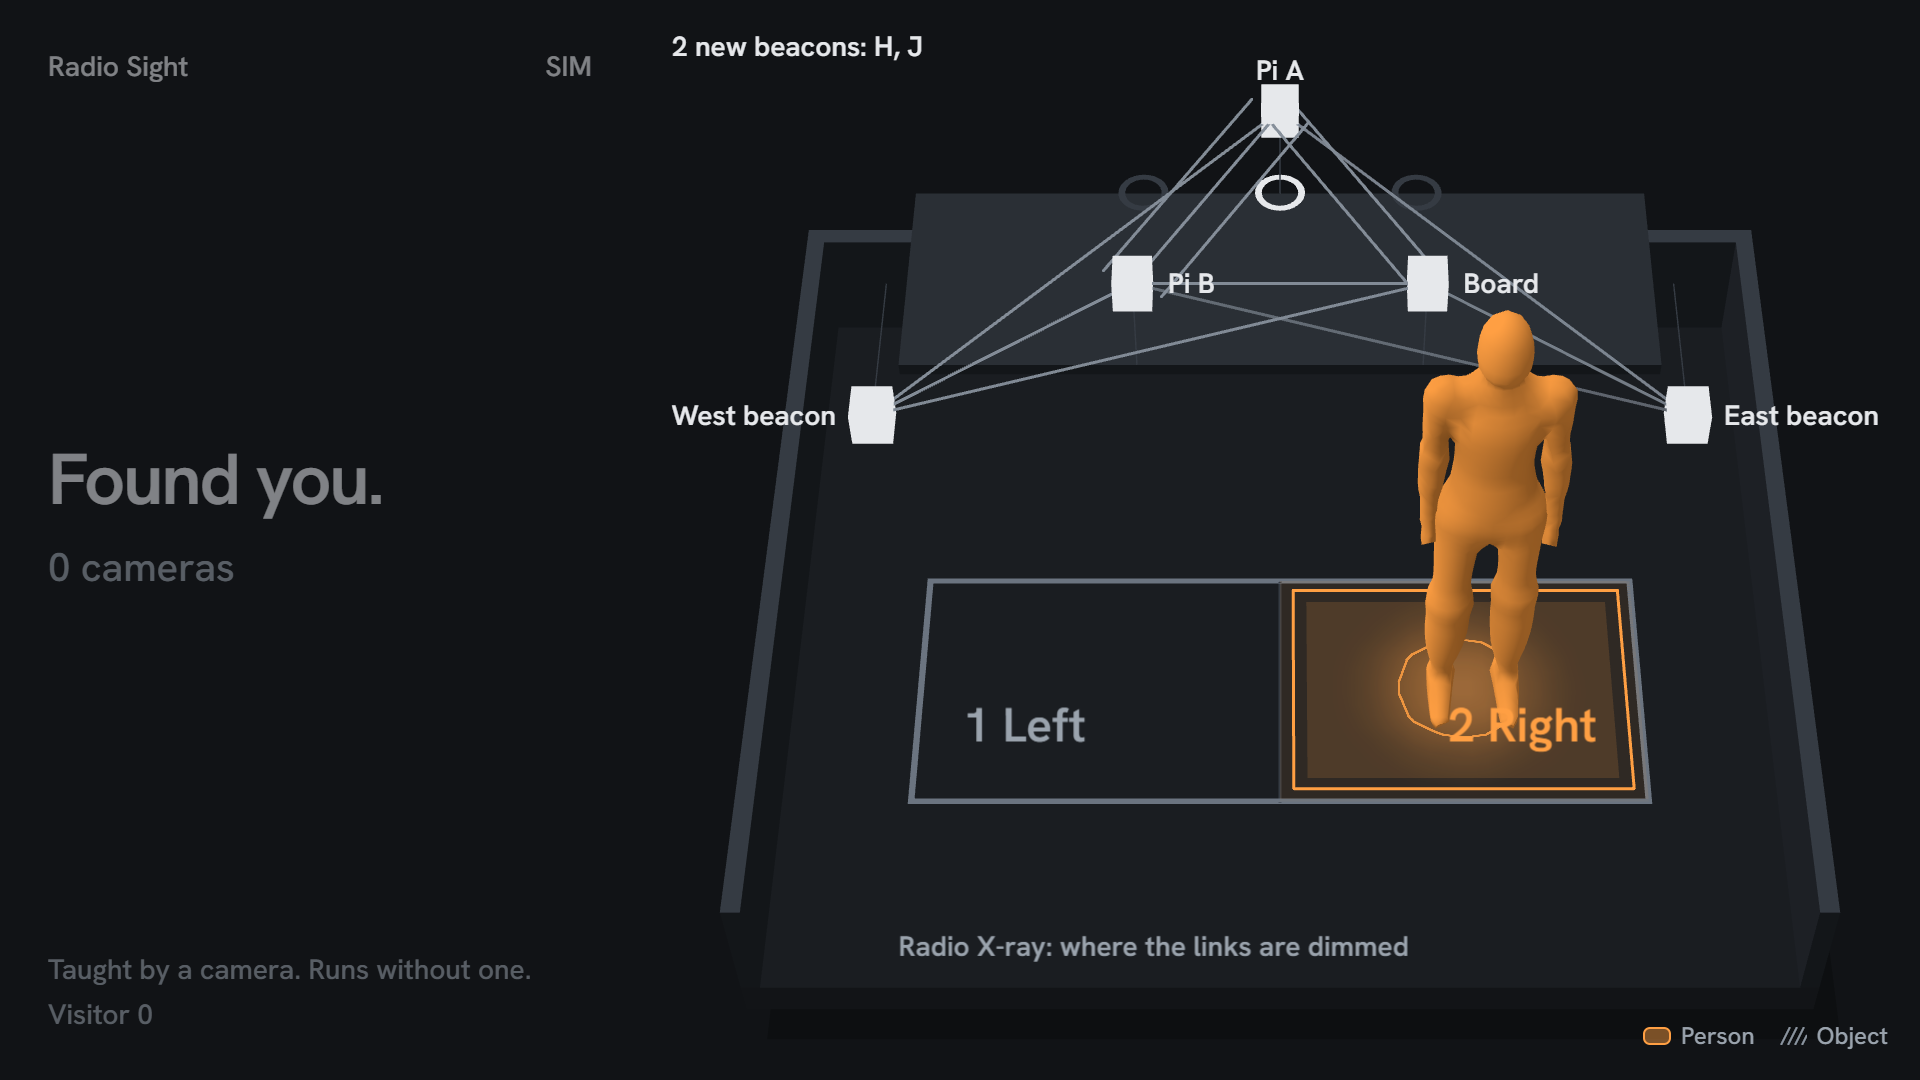 Radio Sight
SIM
2 new beacons: H, J
Pi A
Pi B
Board
West beacon
East beacon
Found you.
0 cameras
1 Left
2 Right
Radio X-ray: where the links are dimmed
Taught by a camera. Runs without one.
Visitor 0
Person
Object